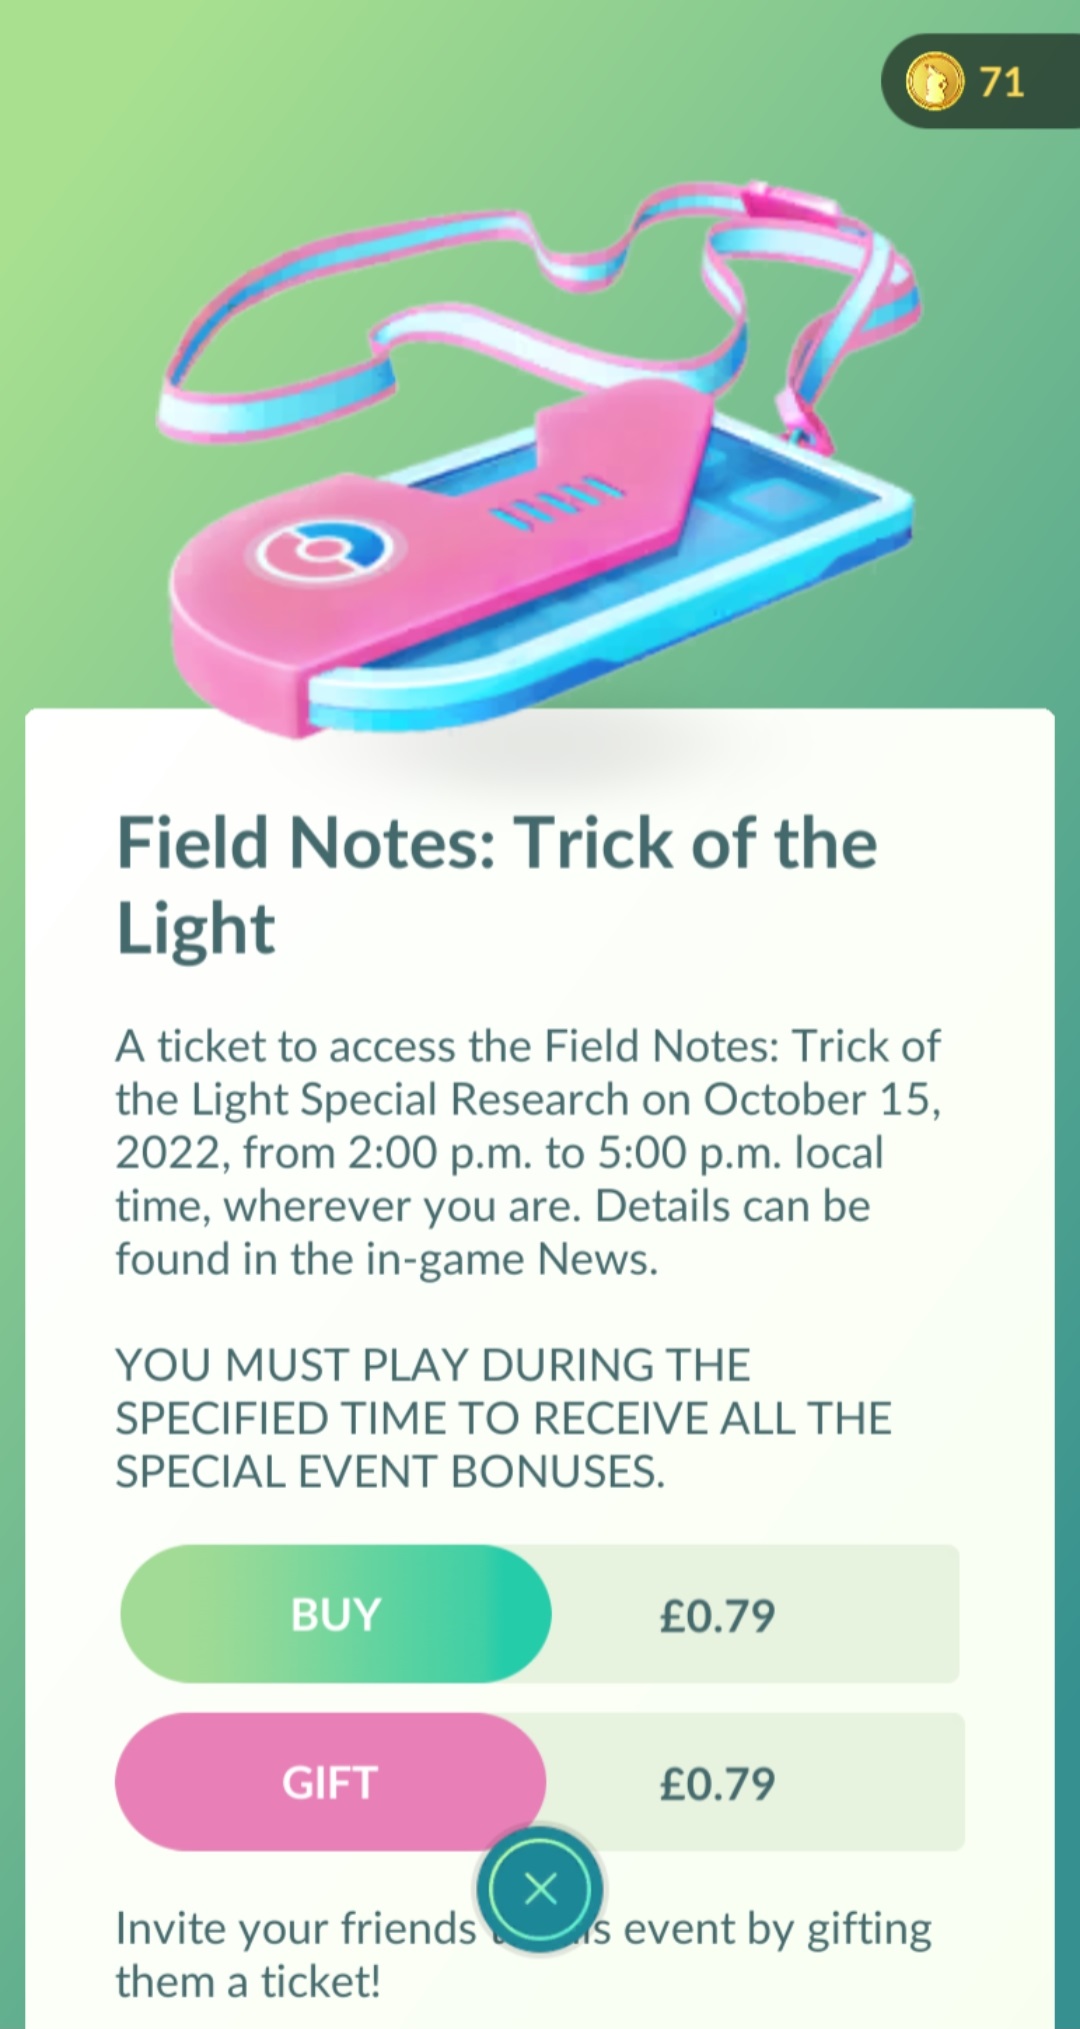 71
Field Notes: Trick of the
Light
A ticket to access the Field Notes: Trick of
the Light Special Research on October 15,
2022, from 2:00 p.m. to 5:00 p.m. local
time, wherever you are. Details can be
found in the in-game News.
YOU MUST PLAY DURING THE
SPECIFIED TIME TO RECEIVE ALL THE
SPECIAL EVENT BONUSES.
BUY £0.79
GIFT £0.79
Invite your friends event by gifting
them a ticket!